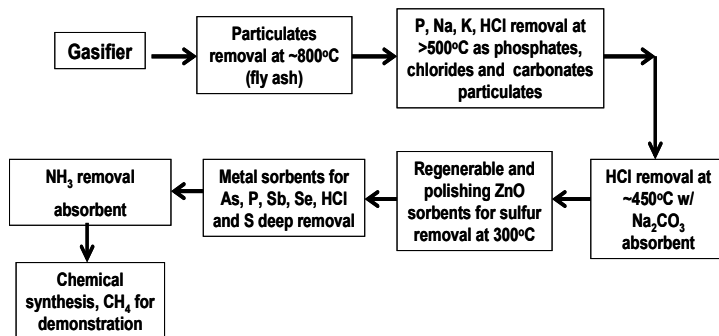 Gasifier
Particulates
removal at ~800°C
(fly ash)
P, Na, K, HCl removal at
>500°C as phosphates,
chlorides and carbonates
particulates
HCl removal at
~450°C w/
Na₂CO₃
absorbent
Regenerable and
polishing ZnO
sorbents for sulfur
removal at 300°C
Metal sorbents for
As, P, Sb, Se, HCl
and S deep removal
NH₃ removal
absorbent
Chemical
synthesis, CH₄ for
demonstration